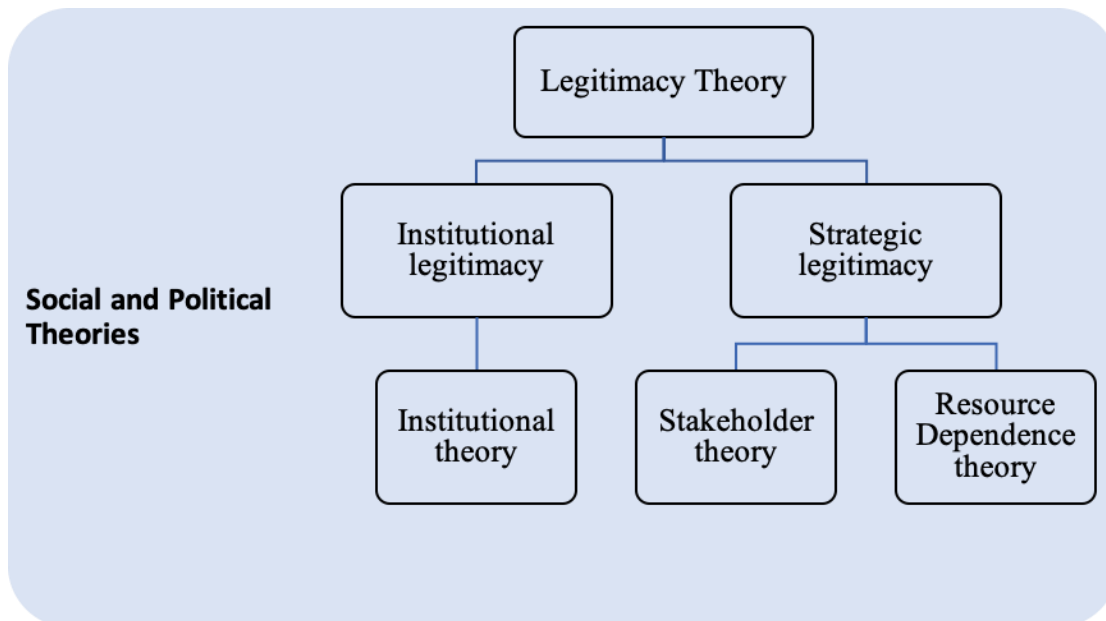 Legitimacy Theory
Institutional
legitimacy
Strategic
legitimacy
Social and Political
Theories
Institutional
theory
Stakeholder
theory
Resource
Dependence
theory